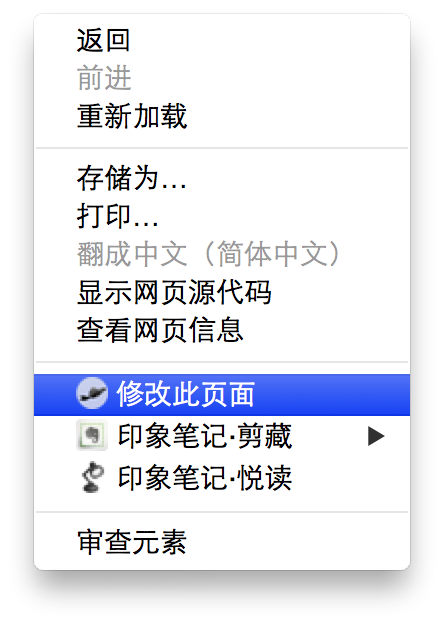 返回
前进
重新加载
存储为...
打印...
翻成中文（简体中文）
显示网页源代码
查看网页信息
修改此页面
印象笔记·剪藏
印象笔记·悦读
审查元素